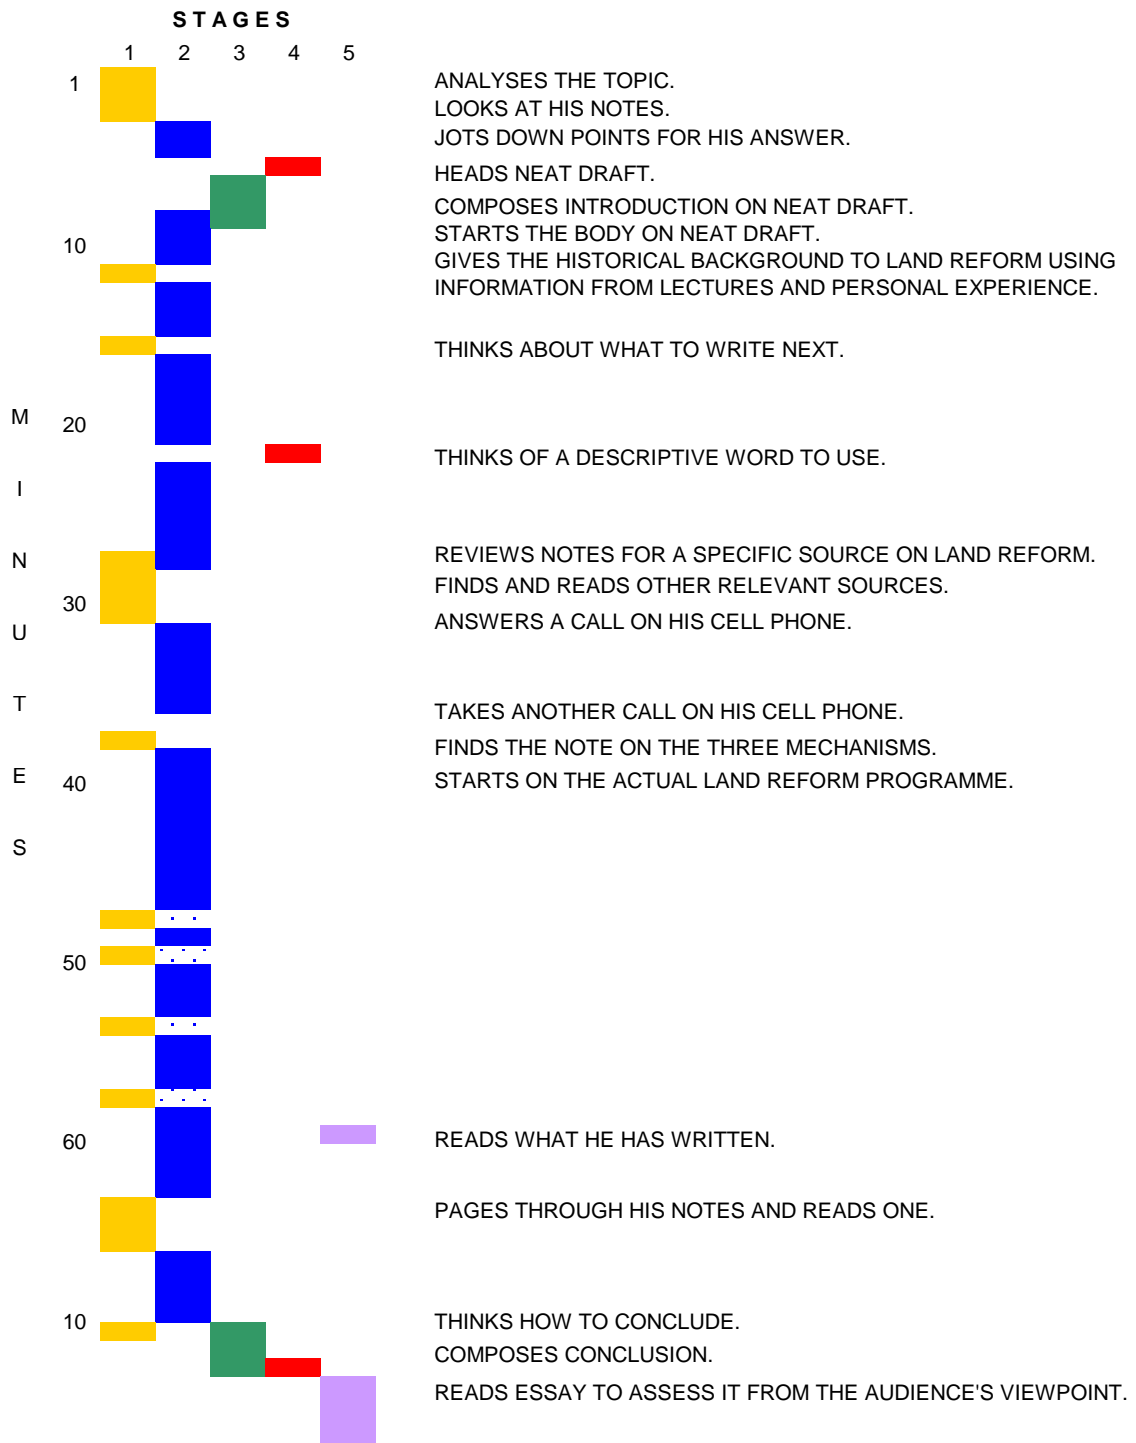 STAGES
1 2 3 4 5
1 ANALYSES THE TOPIC.
LOOKS AT HIS NOTES.
JOTS DOWN POINTS FOR HIS ANSWER.
HEADS NEAT DRAFT.
COMPOSES INTRODUCTION ON NEAT DRAFT.
STARTS THE BODY ON NEAT DRAFT.
10
GIVES THE HISTORICAL BACKGROUND TO LAND REFORM USING
INFORMATION FROM LECTURES AND PERSONAL EXPERIENCE.
THINKS ABOUT WHAT TO WRITE NEXT.
M
20
THINKS OF A DESCRIPTIVE WORD TO USE.
I
REVIEWS NOTES FOR A SPECIFIC SOURCE ON LAND REFORM.
N
FINDS AND READS OTHER RELEVANT SOURCES.
30
ANSWERS A CALL ON HIS CELL PHONE.
U
T
TAKES ANOTHER CALL ON HIS CELL PHONE.
FINDS THE NOTE ON THE THREE MECHANISMS.
E
40 STARTS ON THE ACTUAL LAND REFORM PROGRAMME.
S
50
60 READS WHAT HE HAS WRITTEN.
PAGES THROUGH HIS NOTES AND READS ONE.
10 THINKS HOW TO CONCLUDE.
COMPOSES CONCLUSION.
READS ESSAY TO ASSESS IT FROM THE AUDIENCE'S VIEWPOINT.